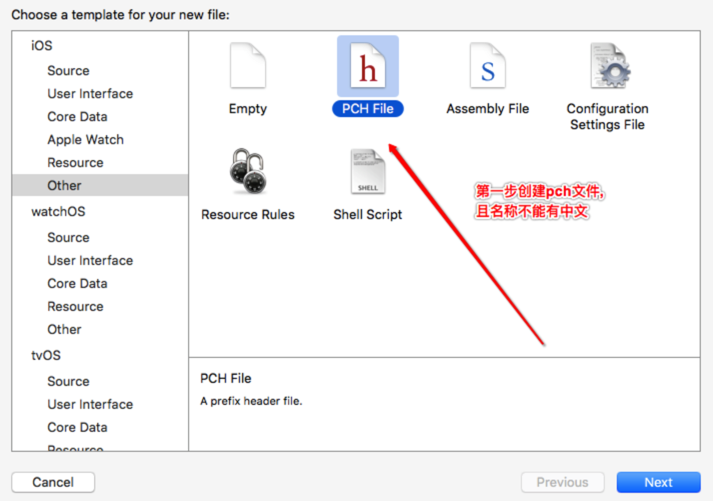 Choose a template for your new file:
iOS
Source
User Interface
Core Data
Apple Watch
Resource
Other
watchOS
Source
User Interface
Core Data
Resource
Other
tvOS
Source
User Interface
Core Data
Resource
h
S
Empty
PCH File
Assembly File
Configuration
Settings File
SHELL
Resource Rules
Shell Script
第一步创建pch文件,
且名称不能有中文
PCH File
A prefix header file.
Cancel
Previous
Next